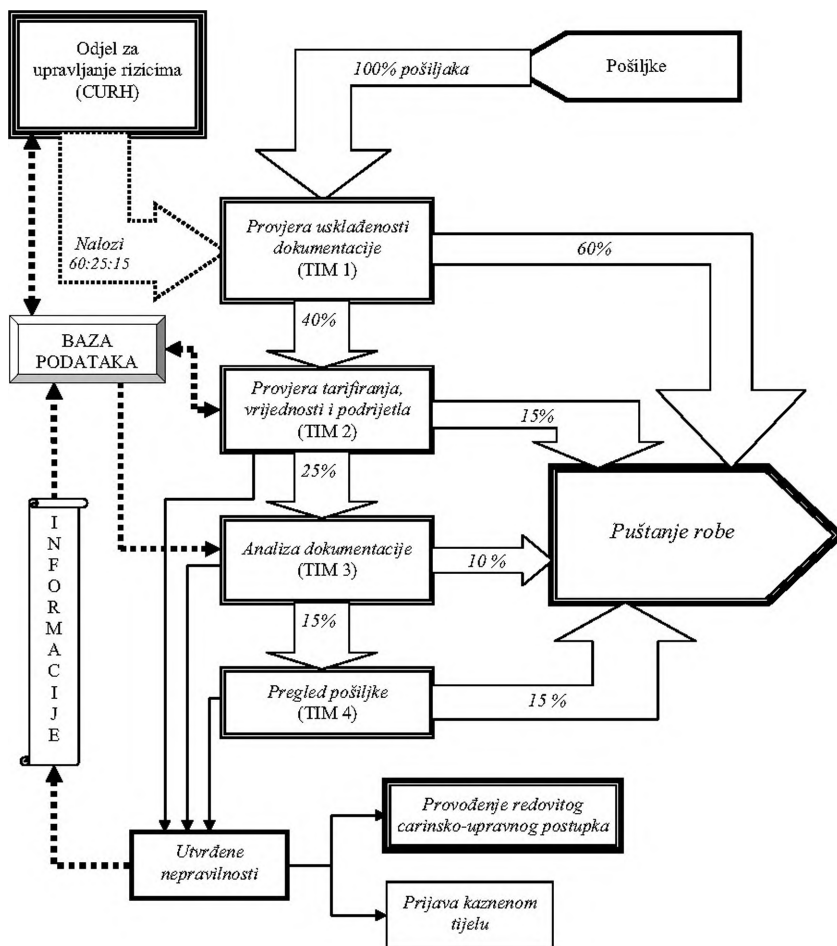 Odjel za
upravljanje rizicima
(CURH)
100% pošiljaka
Pošiljke
Nalozi
60:25:15
Provjera usklađenosti
dokumentacije
(TIM 1)
60%
40%
BAZA
PODATAKA
Provjera tarifiranja,
vrijednosti i podrijetla
(TIM 2)
15%
25%
Puštanje robe
INFORMACIJE
Analiza dokumentacije
(TIM 3)
10 %
15%
Pregled pošiljke
(TIM 4)
15 %
Provođenje redovitog
carinsko-upravnog postupka
Utvrđene
nepravilnosti
Prijava kaznenom
tijelu